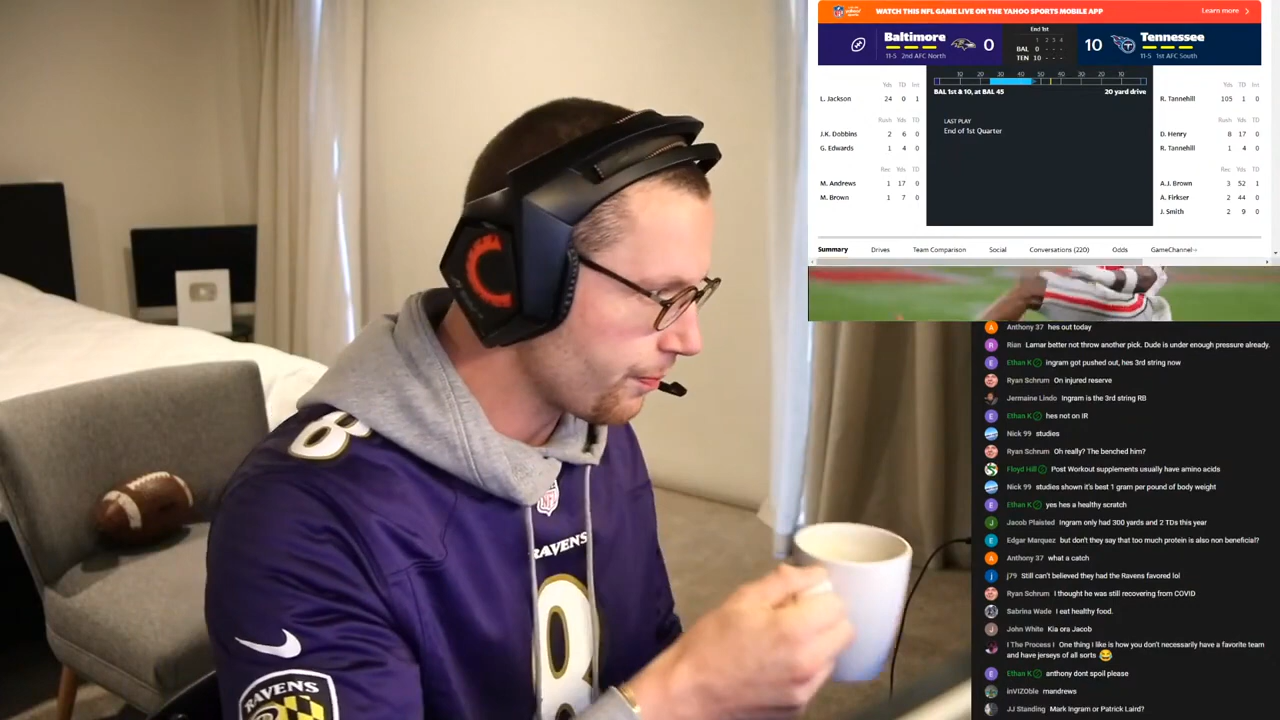 WATCH THIS NFL GAME LIVE ON THE YAHOO SPORTS MOBILE APP
Learn more
Baltimore
11-5 2nd AFC North
0
End 1st
1 2 3 4
BAL 0 - - -
TEN 10 - - -
10
Tennessee
11-5 1st AFC South
Yds TD Int
L. Jackson 24 0 1
Rush Yds TD
J.K. Dobbins 2 6 0
G. Edwards 1 4 0
Rec Yds TD
M. Andrews 1 17 0
M. Brown 1 7 0
10 20 30 40 50 40 30 20 10
BAL 1st & 10, at BAL 45
20 yard drive
LAST PLAY
End of 1st Quarter
Yds TD Int
R. Tannehill 105 1 0
Rush Yds TD
D. Henry 8 17 0
R. Tannehill 1 4 0
Rec Yds TD
A.J. Brown 3 52 1
A. Firkser 2 44 0
J. Smith 2 9 0
Summary Drives Team Comparison Social Conversations (220) Odds GameChannel
Anthony 37 hes out today
Rian Lamar better not throw another pick. Dude is under enough pressure already.
Ethan K ingram got pushed out, hes 3rd string now
Ryan Schrum On injured reserve
Jermaine Lindo Ingram is the 3rd string RB
Ethan K hes not on IR
Nick 99 studies
Ryan Schrum Oh really? The benched him?
Floyd Hill Post Workout supplements usually have amino acids
Nick 99 studies shown it's best 1 gram per pound of body weight
Ethan K yes hes a healthy scratch
Jacob Plaisted Ingram only had 300 yards and 2 TDs this year
Edgar Marquez but don't they say that too much protein is also non beneficial?
Anthony 37 what a catch
j79 Still can't believed they had the Ravens favored lol
Ryan Schrum I thought he was still recovering from COVID
Sabrina Wade I eat healthy food.
John White Kia ora Jacob
I The Process I One thing I like is how you don't necessarily have a favorite team
and have jerseys of all sorts 😂
Ethan K anthony dont spoil please
inVIZOble mandrews
JJ Standing Mark Ingram or Patrick Laird?
8
NFL
RAVENS
8
RAVENS